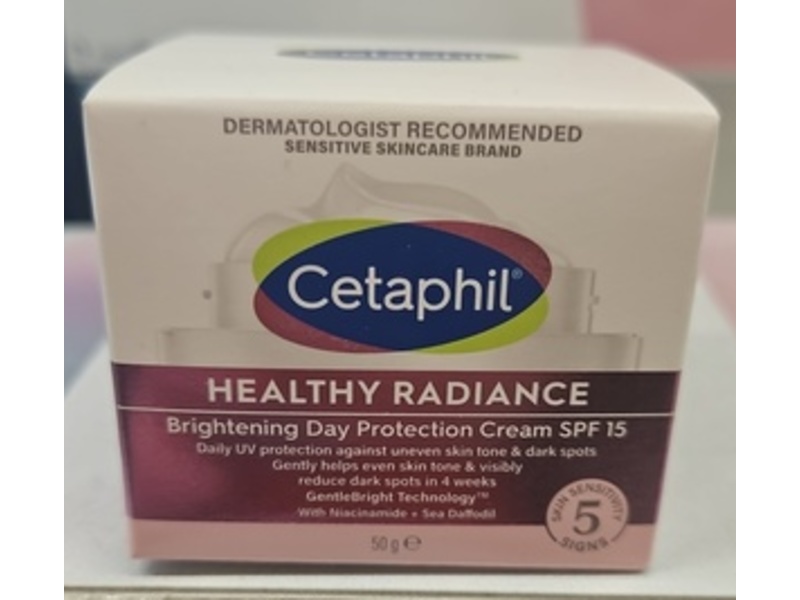 DERMATOLOGIST RECOMMENDED
SENSITIVE SKINCARE BRAND
Cetaphil®
HEALTHY RADIANCE
Brightening Day Protection Cream SPF 15
Daily UV protection against uneven skin tone & dark spots
Gently helps even skin tone & visibly
reduce dark spots in 4 weeks
GentleBright Technology™
With Niacinamide + Sea Daffodil
SKIN SENSITIVITY
5
SIGNS
50 g ℮